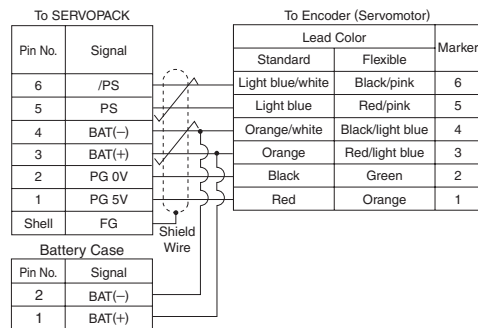 To SERVOPACK
Pin No. Signal
6 /PS
5 PS
4 BAT(−)
3 BAT(+)
2 PG 0V
1 PG 5V
Shell FG
Shield
Wire
To Encoder (Servomotor)
Lead Color Marker
Standard Flexible
Light blue/white Black/pink 6
Light blue Red/pink 5
Orange/white Black/light blue 4
Orange Red/light blue 3
Black Green 2
Red Orange 1
Battery Case
Pin No. Signal
2 BAT(−)
1 BAT(+)